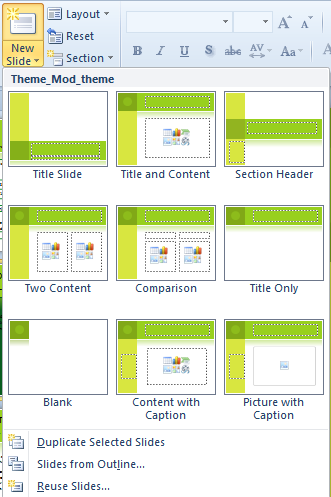 Layout
Reset
New
Slide
Section
B I U S abc AV Aa A
A A
Theme_Mod_theme
Title Slide
Title and Content
Section Header
Two Content
Comparison
Title Only
Blank
Content with
Caption
Picture with
Caption
Duplicate Selected Slides
Slides from Outline...
Reuse Slides...